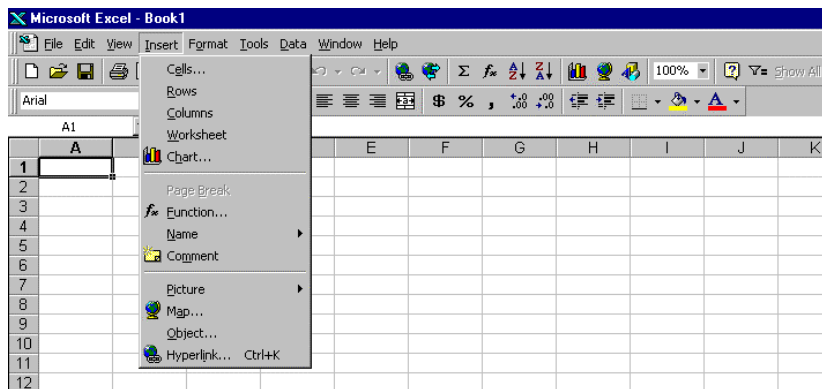 Microsoft Excel - Book1
File Edit View Insert Format Tools Data Window Help
Σ fx 100% Show All
Arial $ % ,
A1
A E F G H I J K
1
2
3
4
5
6
7
8
9
10
11
12
Cells...
Rows
Columns
Worksheet
Chart...
Page Break
fx Function...
Name
Comment
Picture
Map...
Object...
Hyperlink... Ctrl+K